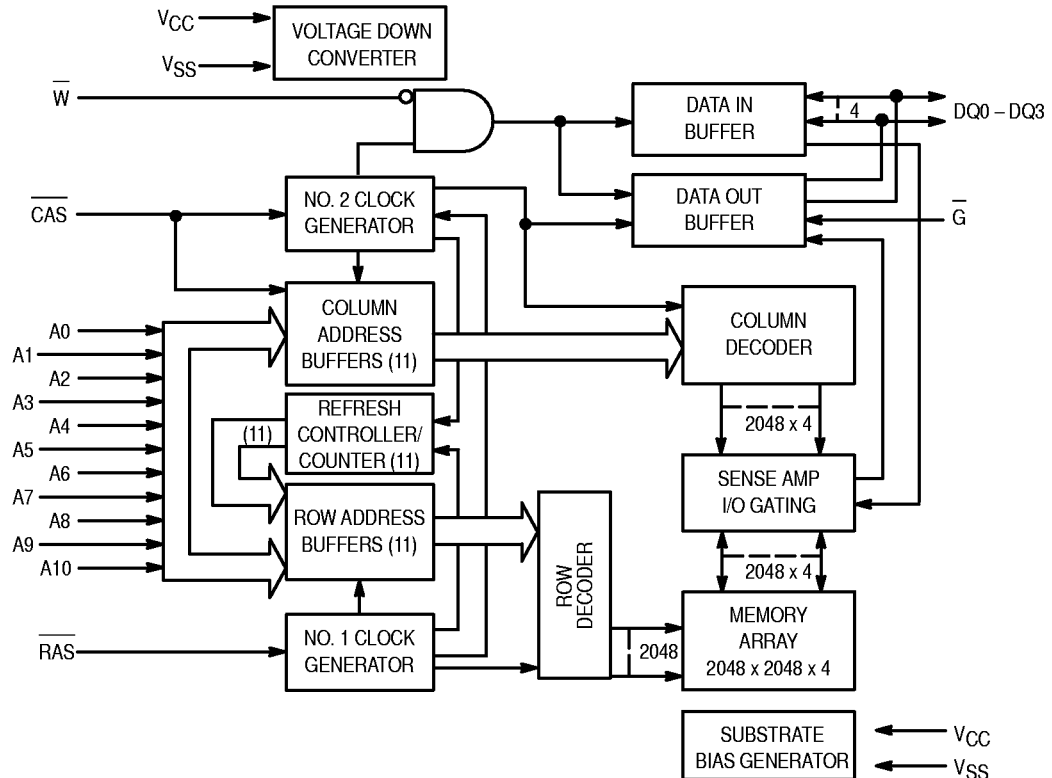 VCC
VSS
VOLTAGE DOWN
CONVERTER
W
DATA IN
BUFFER
4
DQ0 – DQ3
CAS
NO. 2 CLOCK
GENERATOR
DATA OUT
BUFFER
G
COLUMN
ADDRESS
BUFFERS (11)
COLUMN
DECODER
A0
A1
A2
A3
A4
A5
A6
A7
A8
A9
A10
(11)
REFRESH
CONTROLLER/
COUNTER (11)
2048 x 4
SENSE AMP
I/O GATING
ROW ADDRESS
BUFFERS (11)
ROW
DECODER
2048 x 4
RAS
NO. 1 CLOCK
GENERATOR
2048
MEMORY
ARRAY
2048 x 2048 x 4
SUBSTRATE
BIAS GENERATOR
VCC
VSS